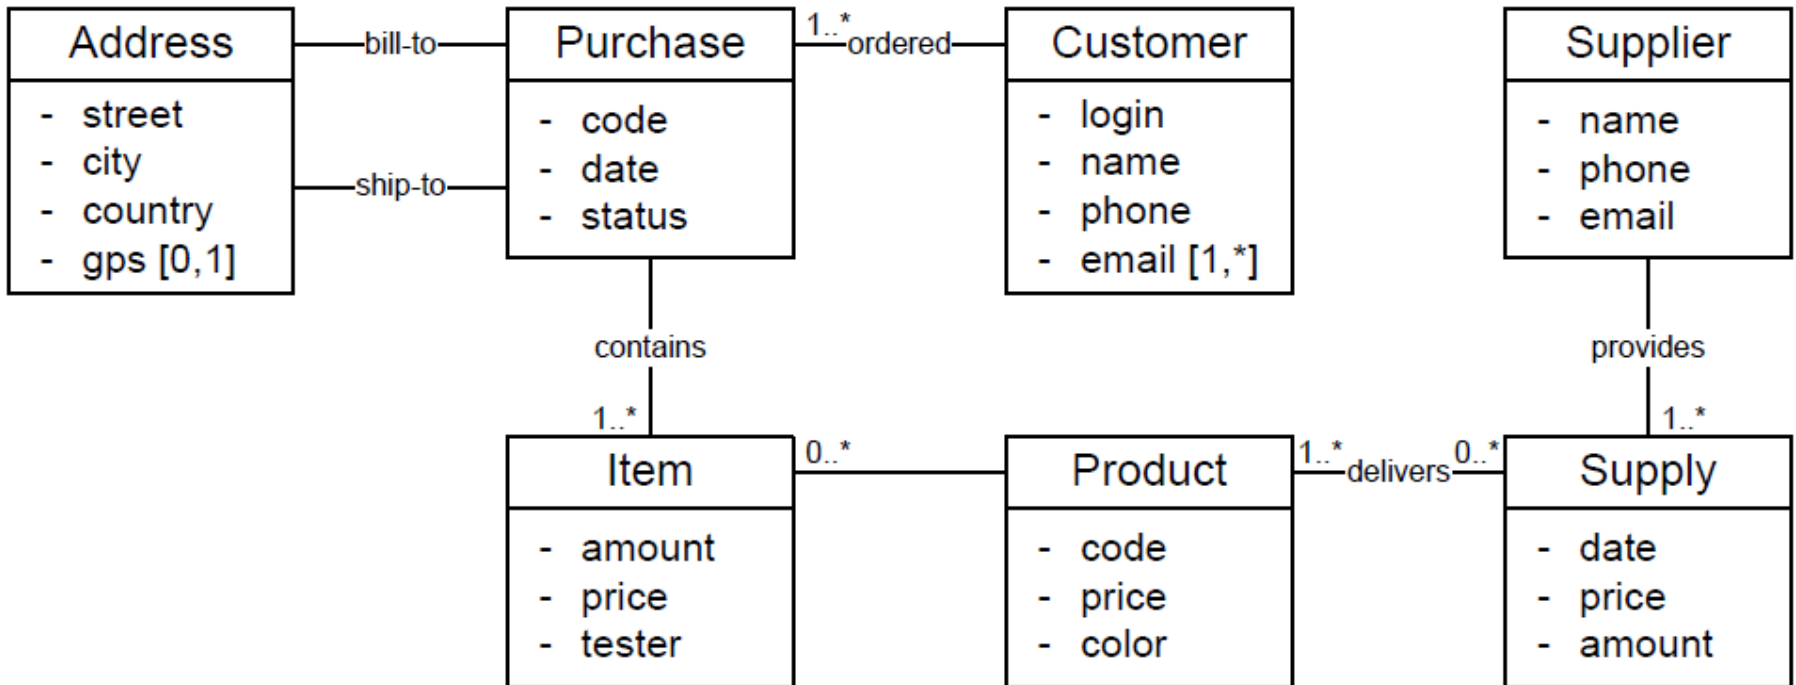 Address
- street
- city
- country
- gps [0,1]
bill-to
ship-to
Purchase
- code
- date
- status
1..*
ordered
Customer
- login
- name
- phone
- email [1,*]
Supplier
- name
- phone
- email
contains
1..*
provides
1..*
Item
- amount
- price
- tester
0..*
Product
- code
- price
- color
1..*
delivers
0..*
Supply
- date
- price
- amount